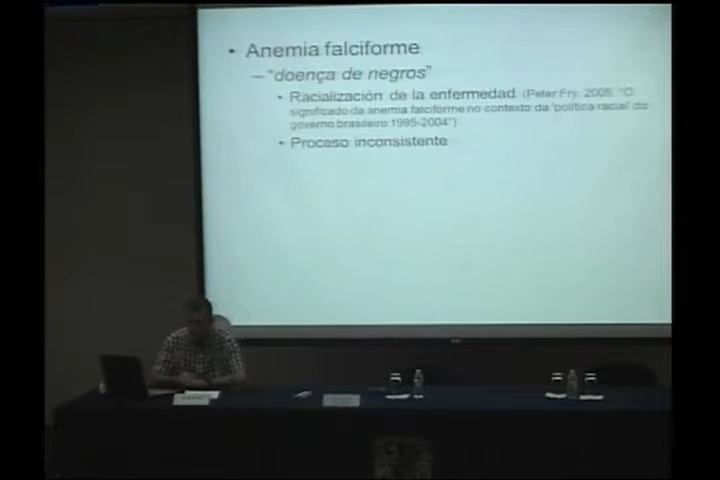 • Anemia falciforme
– "doença de negros"
• Racialización de la enfermedad (Peter Fry, 2005, "O
significado da anemia falciforme no contexto da 'política racial' do
governo brasileiro 1995-2004")
• Proceso inconsistente